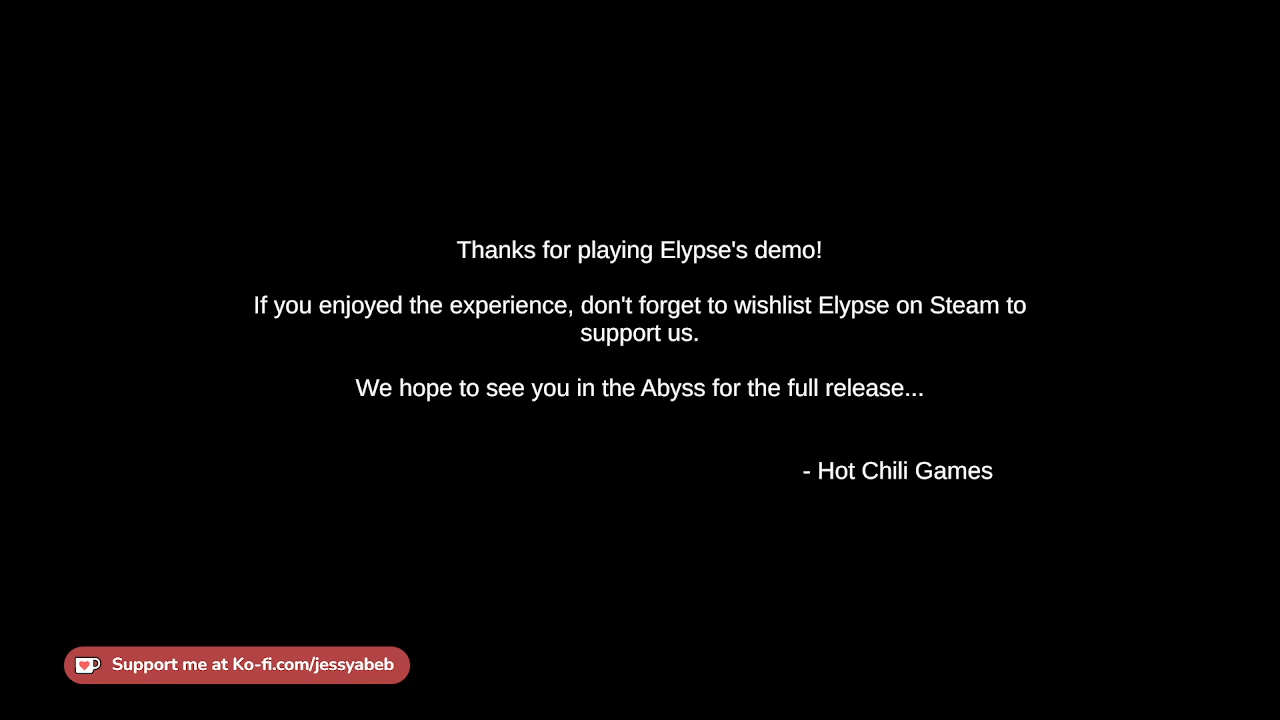 Thanks for playing Elypse's demo!
If you enjoyed the experience, don't forget to wishlist Elypse on Steam to
support us.
We hope to see you in the Abyss for the full release...
- Hot Chili Games
Support me at Ko-fi.com/jessyabeb